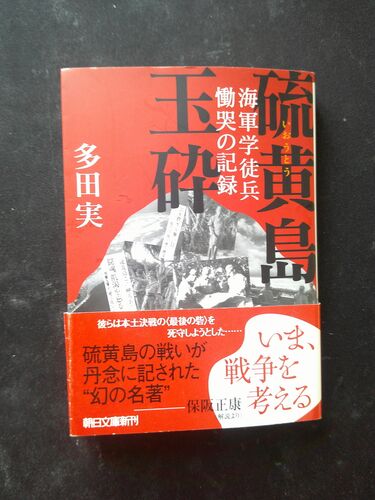 硫黄島
いおうとう
玉砕
海軍学徒兵
慟哭の記録
多田実
彼らは本土決戦の〈最後の砦〉を
死守しようとした……
硫黄島の戦いが
丹念に記された
“幻の名著”
──保阪正康
(解説より)
いま、
戦争を
考える
朝日文庫新刊